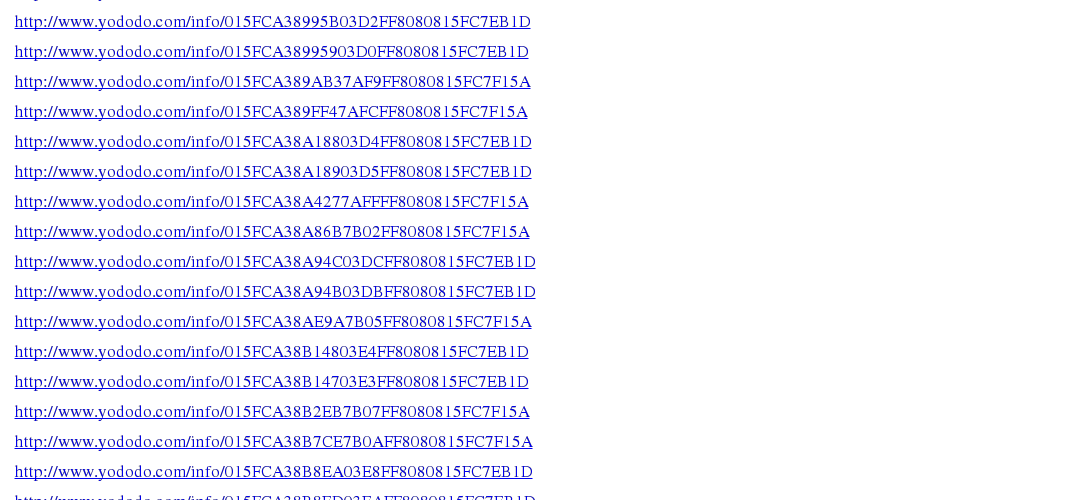 http://www.yododo.com/info/015FCA38995B03D2FF8080815FC7EB1D
http://www.yododo.com/info/015FCA38995903D0FF8080815FC7EB1D
http://www.yododo.com/info/015FCA389AB37AF9FF8080815FC7F15A
http://www.yododo.com/info/015FCA389FF47AFCFF8080815FC7F15A
http://www.yododo.com/info/015FCA38A18803D4FF8080815FC7EB1D
http://www.yododo.com/info/015FCA38A18903D5FF8080815FC7EB1D
http://www.yododo.com/info/015FCA38A4277AFFFF8080815FC7F15A
http://www.yododo.com/info/015FCA38A86B7B02FF8080815FC7F15A
http://www.yododo.com/info/015FCA38A94C03DCFF8080815FC7EB1D
http://www.yododo.com/info/015FCA38A94B03DBFF8080815FC7EB1D
http://www.yododo.com/info/015FCA38AE9A7B05FF8080815FC7F15A
http://www.yododo.com/info/015FCA38B14803E4FF8080815FC7EB1D
http://www.yododo.com/info/015FCA38B14703E3FF8080815FC7EB1D
http://www.yododo.com/info/015FCA38B2EB7B07FF8080815FC7F15A
http://www.yododo.com/info/015FCA38B7CE7B0AFF8080815FC7F15A
http://www.yododo.com/info/015FCA38B8EA03E8FF8080815FC7EB1D